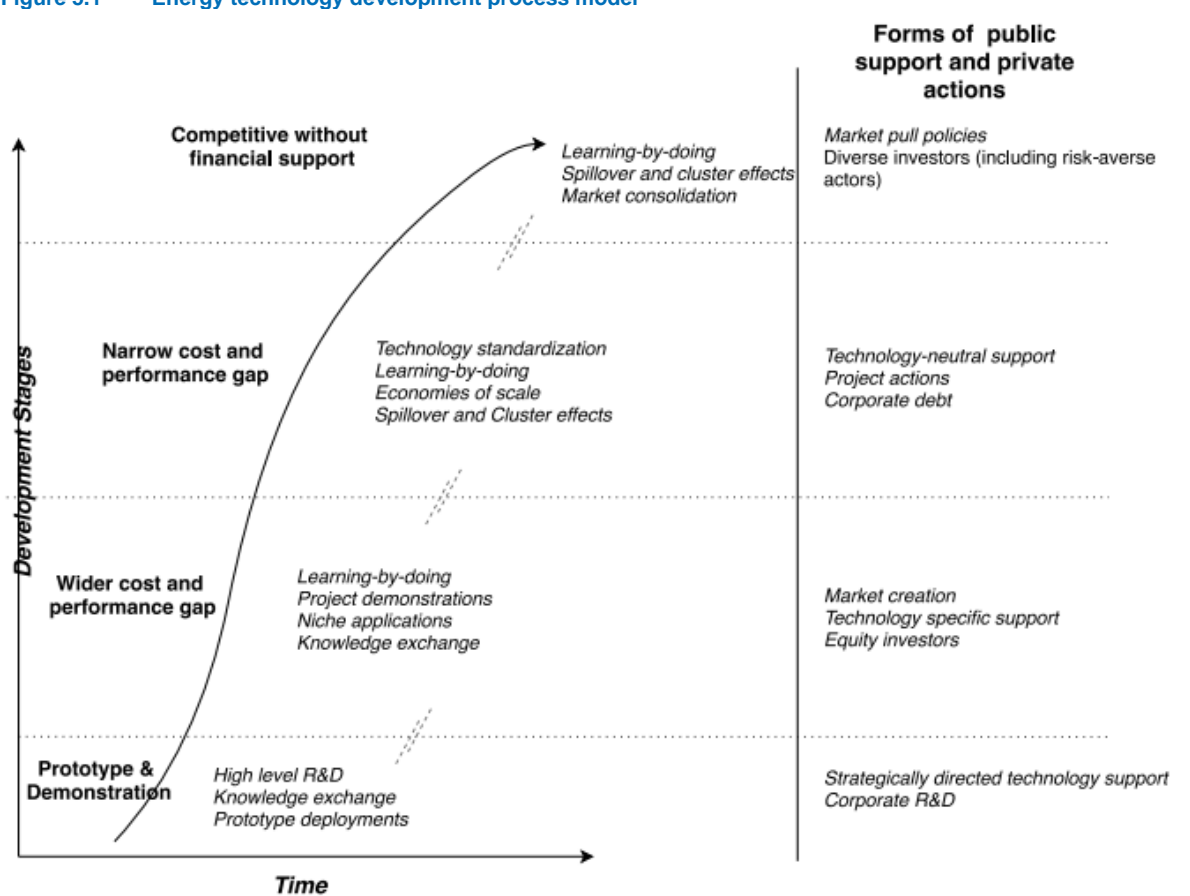 Figure 5.1 Energy technology development process model
Forms of public
support and private
actions
Competitive without
financial support
Learning-by-doing
Spillover and cluster effects
Market consolidation
Market pull policies
Diverse investors (including risk-averse
actors)
Development Stages
Narrow cost and
performance gap
Technology standardization
Learning-by-doing
Economies of scale
Spillover and Cluster effects
Technology-neutral support
Project actions
Corporate debt
Wider cost and
performance gap
Learning-by-doing
Project demonstrations
Niche applications
Knowledge exchange
Market creation
Technology specific support
Equity investors
Prototype &
Demonstration
High level R&D
Knowledge exchange
Prototype deployments
Strategically directed technology support
Corporate R&D
Time